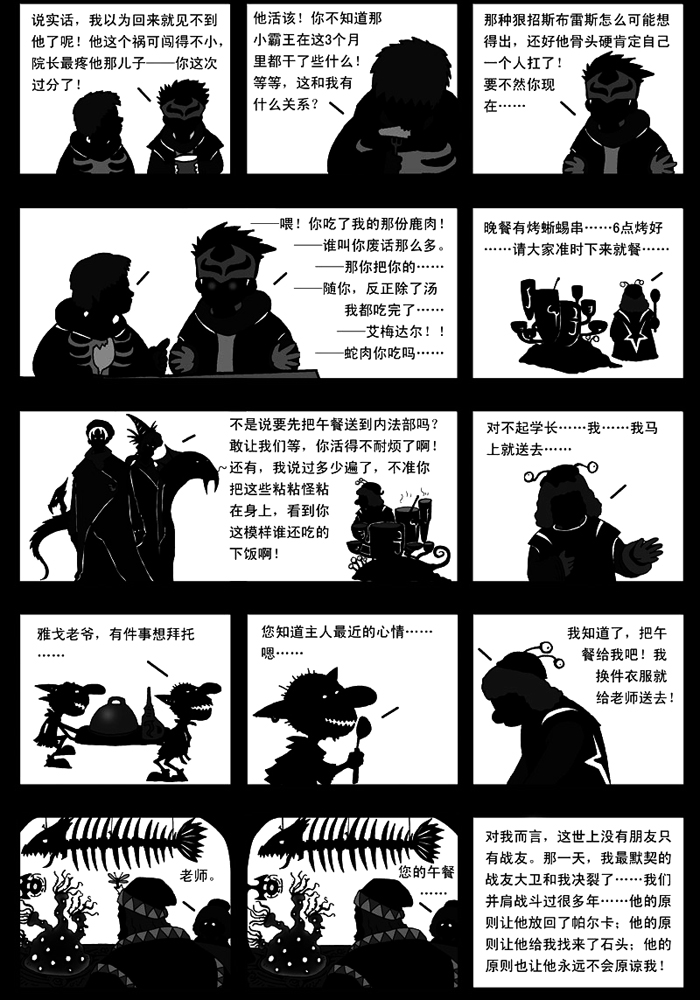 说实话，我以为回来就见不到
他了呢！他这个祸可闯得不小，
院长最疼他那儿子——你这次
过分了！
他活该！你不知道那
小霸王在这3个月
里都干了些什么！
等等，这和我有
什么关系？
那种狠招斯布雷斯怎么可能想
得出，还好他骨头硬肯定自己
一个人扛了！
要不然你现
在……
——喂！你吃了我的那份鹿肉！
——谁叫你废话那么多。
——那你把你的……
——随你，反正除了汤
我都吃完了……
——艾梅达尔！！
——蛇肉你吃吗……
晚餐有烤蜥蜴串……6点烤好
……请大家准时下来就餐……
不是说要先把午餐送到内法部吗？
敢让我们等，你活得不耐烦了啊！
还有，我说过多少遍了，不准你
把这些粘粘怪粘
在身上，看到你
这模样谁还吃的
下饭啊！
对不起学长……我……我马
上就送去……
雅戈老爷，有件事想拜托
……
您知道主人最近的心情……
嗯……
我知道了，把午
餐给我吧！我
换件衣服就
给老师送去！
老师。
您的午餐
……
对我而言，这世上没有朋友只
有战友。那一天，我最默契的
战友大卫和我决裂了……我们
并肩战斗过很多年……他的原
则让他放回了帕尔卡；他的原
则让他给我找来了石头；他的
原则也让他永远不会原谅我！